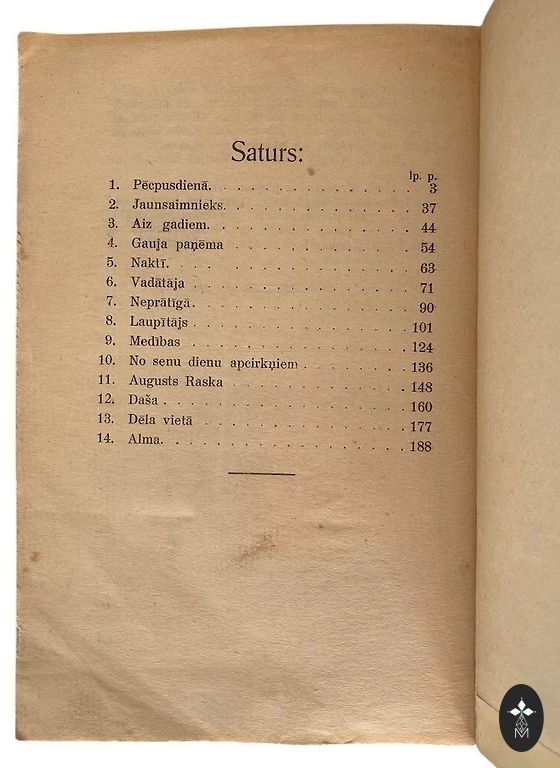 Saturs:
lp. p.
1. Pēcpusdienā. . . . . . . . . . . . . . . 3
2. Jaunsaimnieks. . . . . . . . . . . . . . 37
3. Aiz gadiem. . . . . . . . . . . . . . . 44
4. Gauja paņēma . . . . . . . . . . . . . . 54
5. Naktī. . . . . . . . . . . . . . . . . . 63
6. Vadātāja . . . . . . . . . . . . . . . . 71
7. Neprātīgā. . . . . . . . . . . . . . . . 90
8. Laupītājs . . . . . . . . . . . . . . . 101
9. Medības . . . . . . . . . . . . . . . . 124
10. No senu dienu apcirkņiem . . . . . . . . 136
11. Augusts Raska . . . . . . . . . . . . . 148
12. Daša . . . . . . . . . . . . . . . . . 160
13. Dēla vietā . . . . . . . . . . . . . . 177
14. Alma. . . . . . . . . . . . . . . . . . 188
M